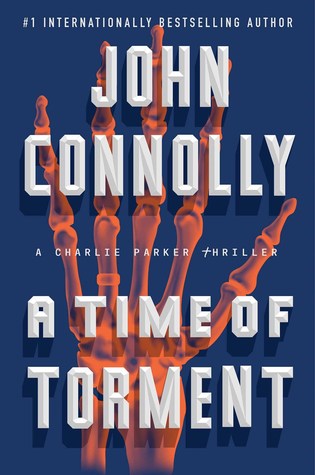 #1 INTERNATIONALLY BESTSELLING AUTHOR
JOHN
CONNOLLY
A CHARLIE PARKER tHRILLER
A TIME OF
TORMENT